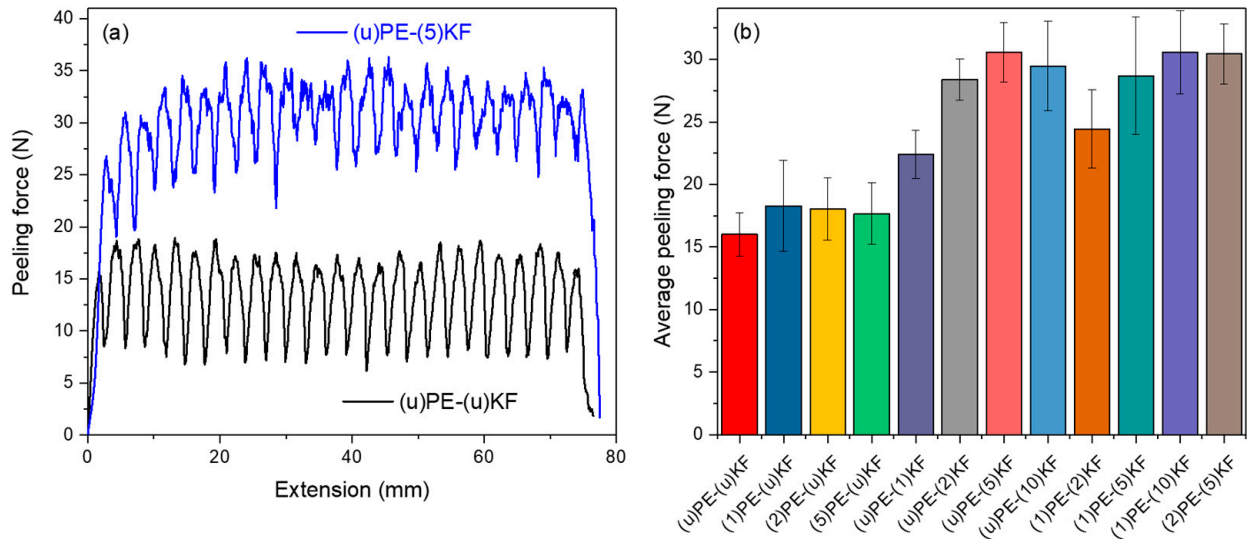 (a)
(u)PE-(5)KF
(u)PE-(u)KF
Peeling force (N)
40
35
30
25
20
15
10
5
0
0 20 40 60 80
Extension (mm)
(b)
Average peeling force (N)
30
25
20
15
10
5
0
(u)PE-(u)KF
(1)PE-(u)KF
(2)PE-(u)KF
(5)PE-(u)KF
(u)PE-(1)KF
(u)PE-(2)KF
(u)PE-(5)KF
(u)PE-(10)KF
(1)PE-(2)KF
(1)PE-(5)KF
(1)PE-(10)KF
(2)PE-(5)KF